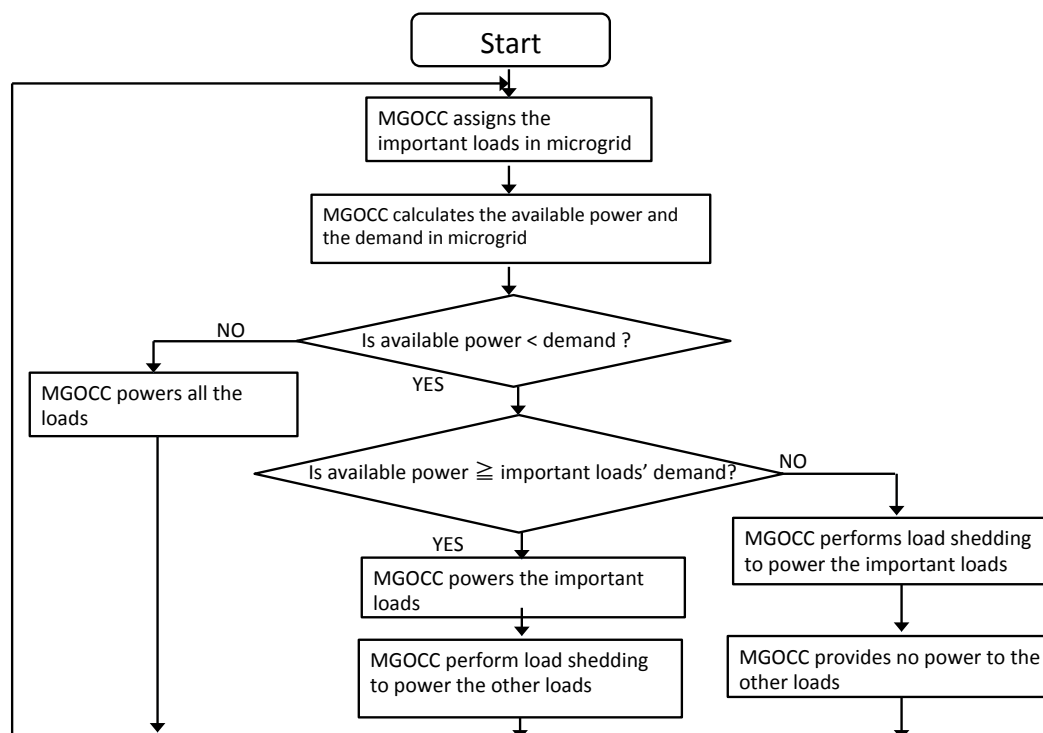 Start
MGOCC assigns the
important loads in microgrid
MGOCC calculates the available power and
the demand in microgrid
NO
Is available power < demand ?
YES
MGOCC powers all the
loads
Is available power ≧ important loads’ demand?
NO
YES
MGOCC performs load shedding
to power the important loads
MGOCC powers the important
loads
MGOCC perform load shedding
to power the other loads
MGOCC provides no power to the
other loads